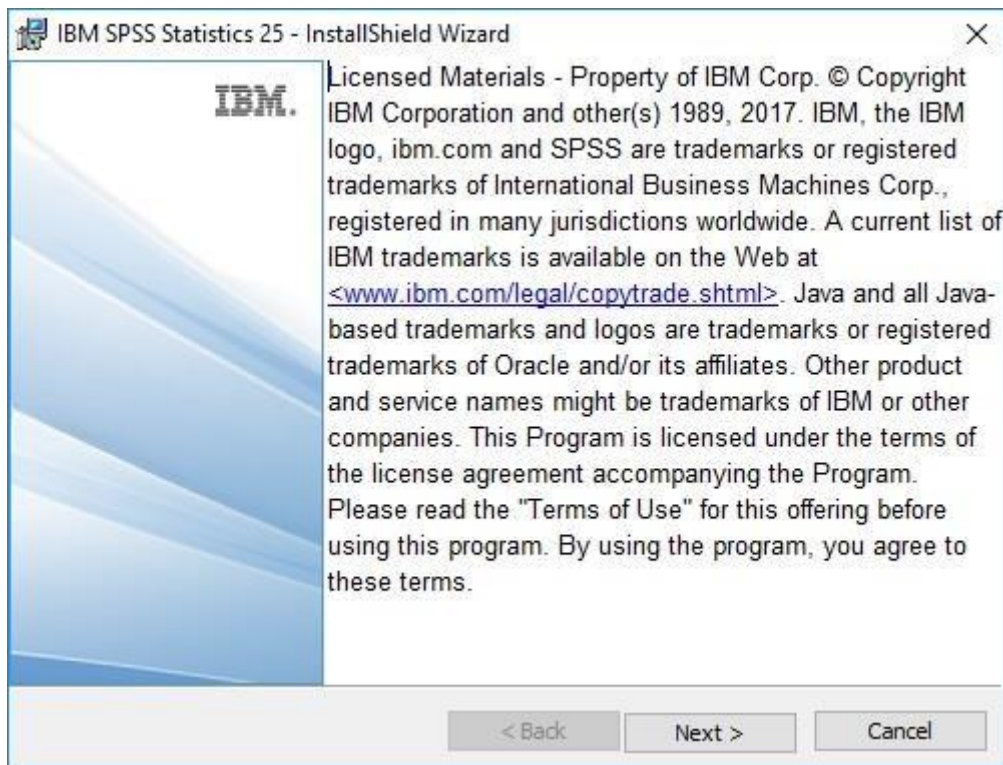 IBM SPSS Statistics 25 - InstallShield Wizard
IBM.
Licensed Materials - Property of IBM Corp. © Copyright
IBM Corporation and other(s) 1989, 2017. IBM, the IBM
logo, ibm.com and SPSS are trademarks or registered
trademarks of International Business Machines Corp.,
registered in many jurisdictions worldwide. A current list of
IBM trademarks is available on the Web at
<www.ibm.com/legal/copytrade.shtml>. Java and all Java-
based trademarks and logos are trademarks or registered
trademarks of Oracle and/or its affiliates. Other product
and service names might be trademarks of IBM or other
companies. This Program is licensed under the terms of
the license agreement accompanying the Program.
Please read the "Terms of Use" for this offering before
using this program. By using the program, you agree to
these terms.
< Back
Next >
Cancel